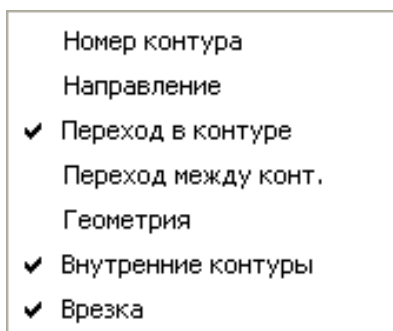 Номер контура
Направление
Переход в контуре
Переход между конт.
Геометрия
Внутренние контуры
Врезка